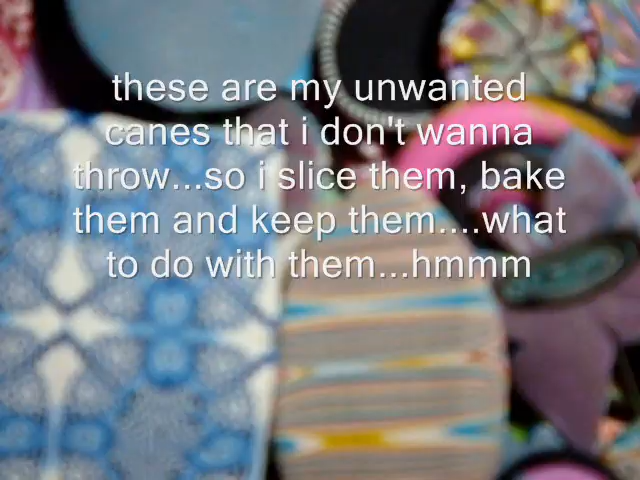 these are my unwanted
canes that i don't wanna
throw...so i slice them, bake
them and keep them....what
to do with them...hmmm